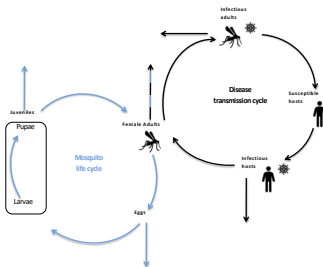 Infectious
adults
Disease
transmission cycle
Susceptible
hosts
Juveniles
Pupae
Female Adults
Mosquito
life cycle
Infectious
hosts
Larvae
Eggs